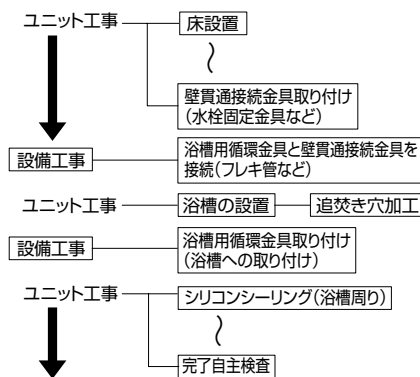 ユニット工事 床設置
〜
壁貫通接続金具取り付け
(水栓固定金具など)
設備工事 浴槽用循環金具と壁貫通接続金具を
接続(フレキ管など)
ユニット工事 浴槽の設置 追焚き穴加工
設備工事 浴槽用循環金具取り付け
(浴槽への取り付け)
ユニット工事 シリコンシーリング(浴槽周り)
〜
完了自主検査